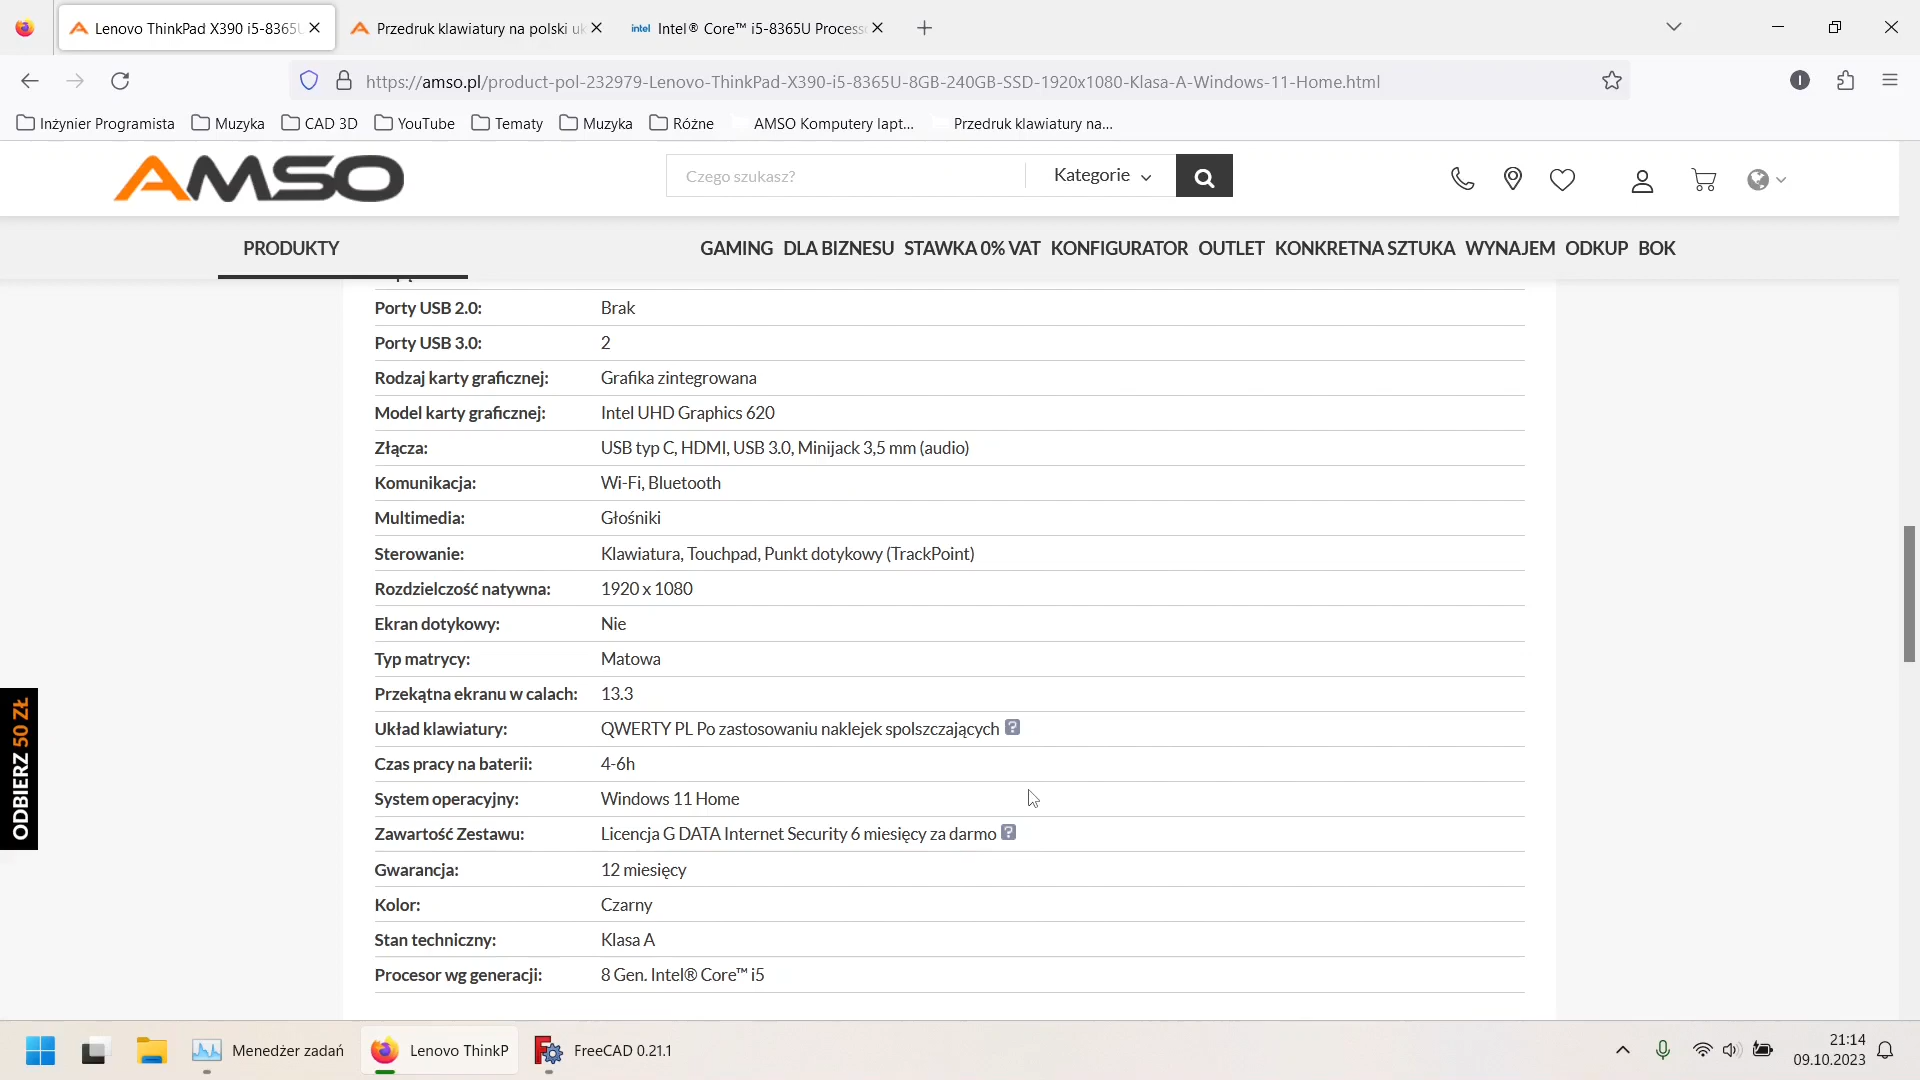 Lenovo ThinkPad X390 i5-8365U
Przedruk klawiatury na polski uk
intel Intel® Core™ i5-8365U Process
https://amso.pl/product-pol-232979-Lenovo-ThinkPad-X390-i5-8365U-8GB-240GB-SSD-1920x1080-Klasa-A-Windows-11-Home.html
Inżynier Programista Muzyka CAD 3D YouTube Tematy Muzyka Różne AMSO Komputery lapt... Przedruk klawiatury na...
AMSO
Czego szukasz?
Kategorie
PRODUKTY
GAMING DLA BIZNESU STAWKA 0% VAT KONFIGURATOR OUTLET KONKRETNA SZTUKA WYNAJEM ODKUP BOK
Porty USB 2.0: Brak
Porty USB 3.0: 2
Rodzaj karty graficznej: Grafika zintegrowana
Model karty graficznej: Intel UHD Graphics 620
Złącza: USB typ C, HDMI, USB 3.0, Minijack 3,5 mm (audio)
Komunikacja: Wi-Fi, Bluetooth
Multimedia: Głośniki
Sterowanie: Klawiatura, Touchpad, Punkt dotykowy (TrackPoint)
Rozdzielczość natywna: 1920 x 1080
Ekran dotykowy: Nie
Typ matrycy: Matowa
Przekątna ekranu w calach: 13.3
Układ klawiatury: QWERTY PL Po zastosowaniu naklejek spolszczających ?
Czas pracy na baterii: 4-6h
System operacyjny: Windows 11 Home
Zawartość Zestawu: Licencja G DATA Internet Security 6 miesięcy za darmo ?
Gwarancja: 12 miesięcy
Kolor: Czarny
Stan techniczny: Klasa A
Procesor wg generacji: 8 Gen. Intel® Core™ i5
ODBIERZ 50 ZŁ
Menedżer zadań
Lenovo ThinkP
FreeCAD 0.21.1
21:14
09.10.2023